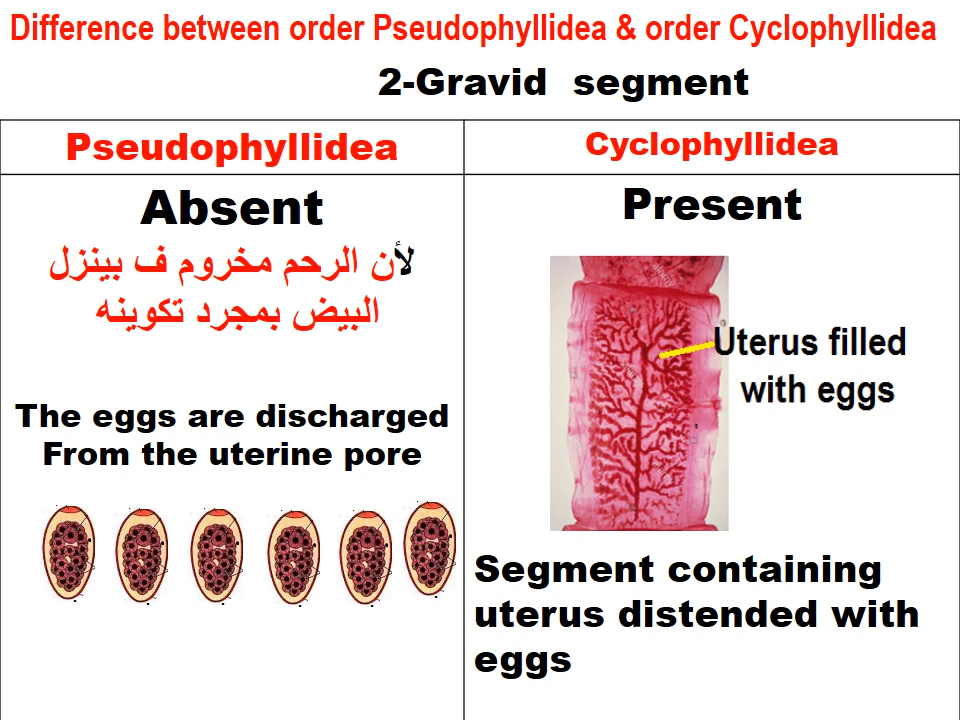 Difference between order Pseudophyllidea & order Cyclophyllidea
2-Gravid segment
Pseudophyllidea
Cyclophyllidea
Absent
لأن الرحم مخروم ف بينزل
البيض بمجرد تكوينه
The eggs are discharged
From the uterine pore
Present
Uterus filled
with eggs
Segment containing
uterus distended with
eggs